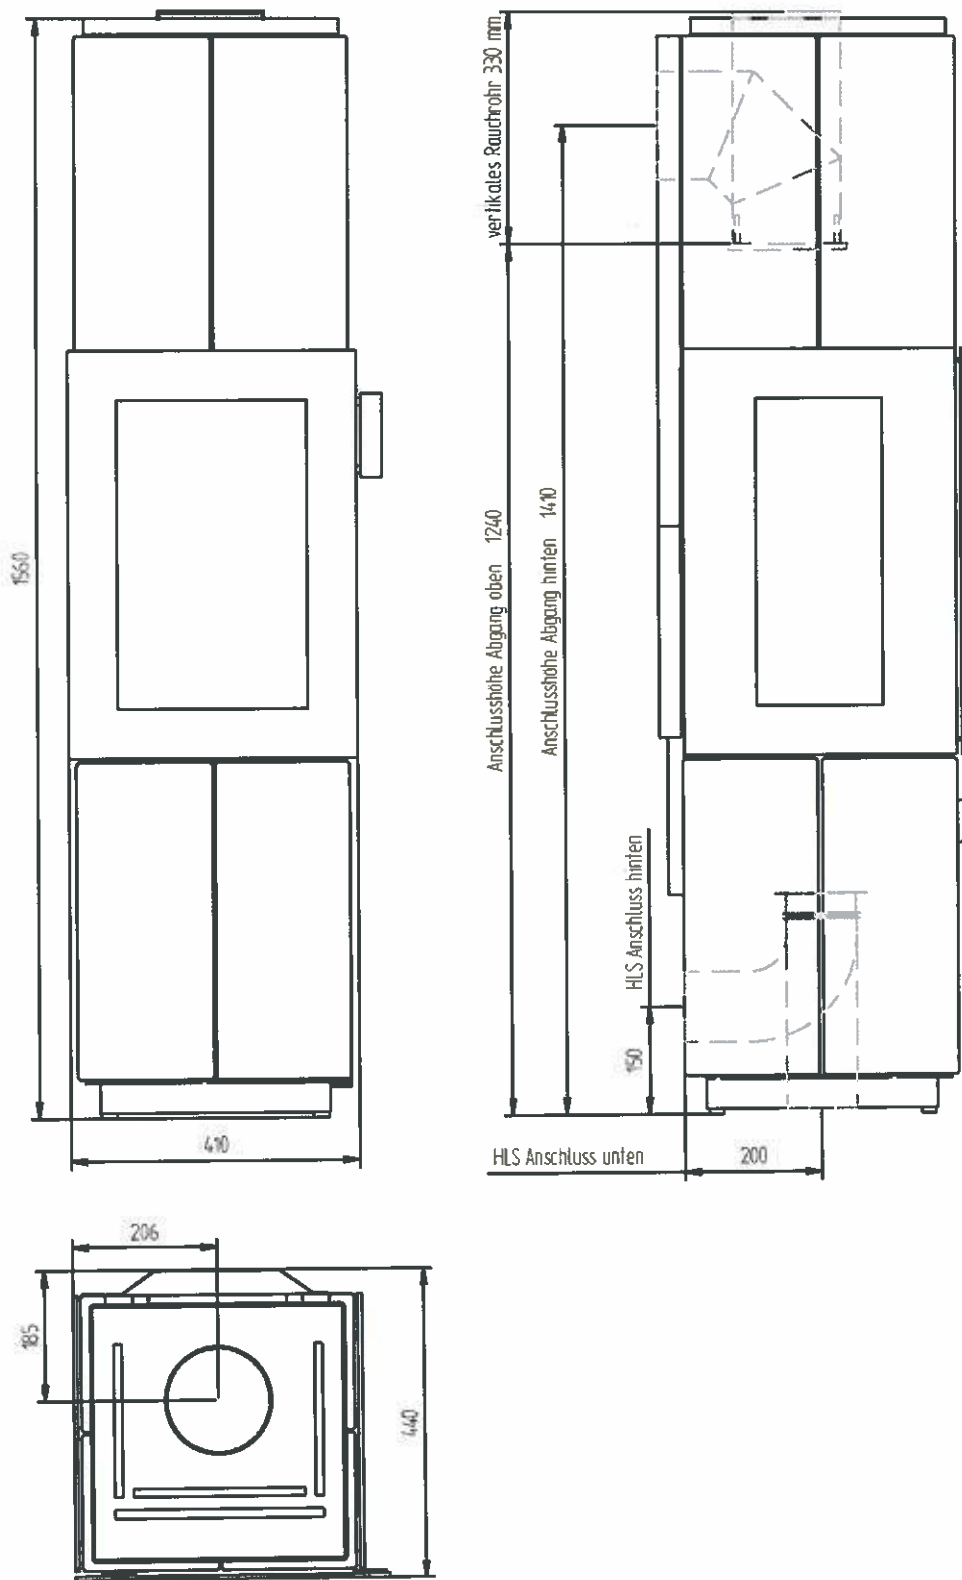 1560
410
vertikales Rauchrohr 330 mm
Anschlusshöhe Abgang oben 1240
Anschlusshöhe Abgang hinten 1410
HLS Anschluss hinten
150
HLS Anschluss unten
200
206
185
440